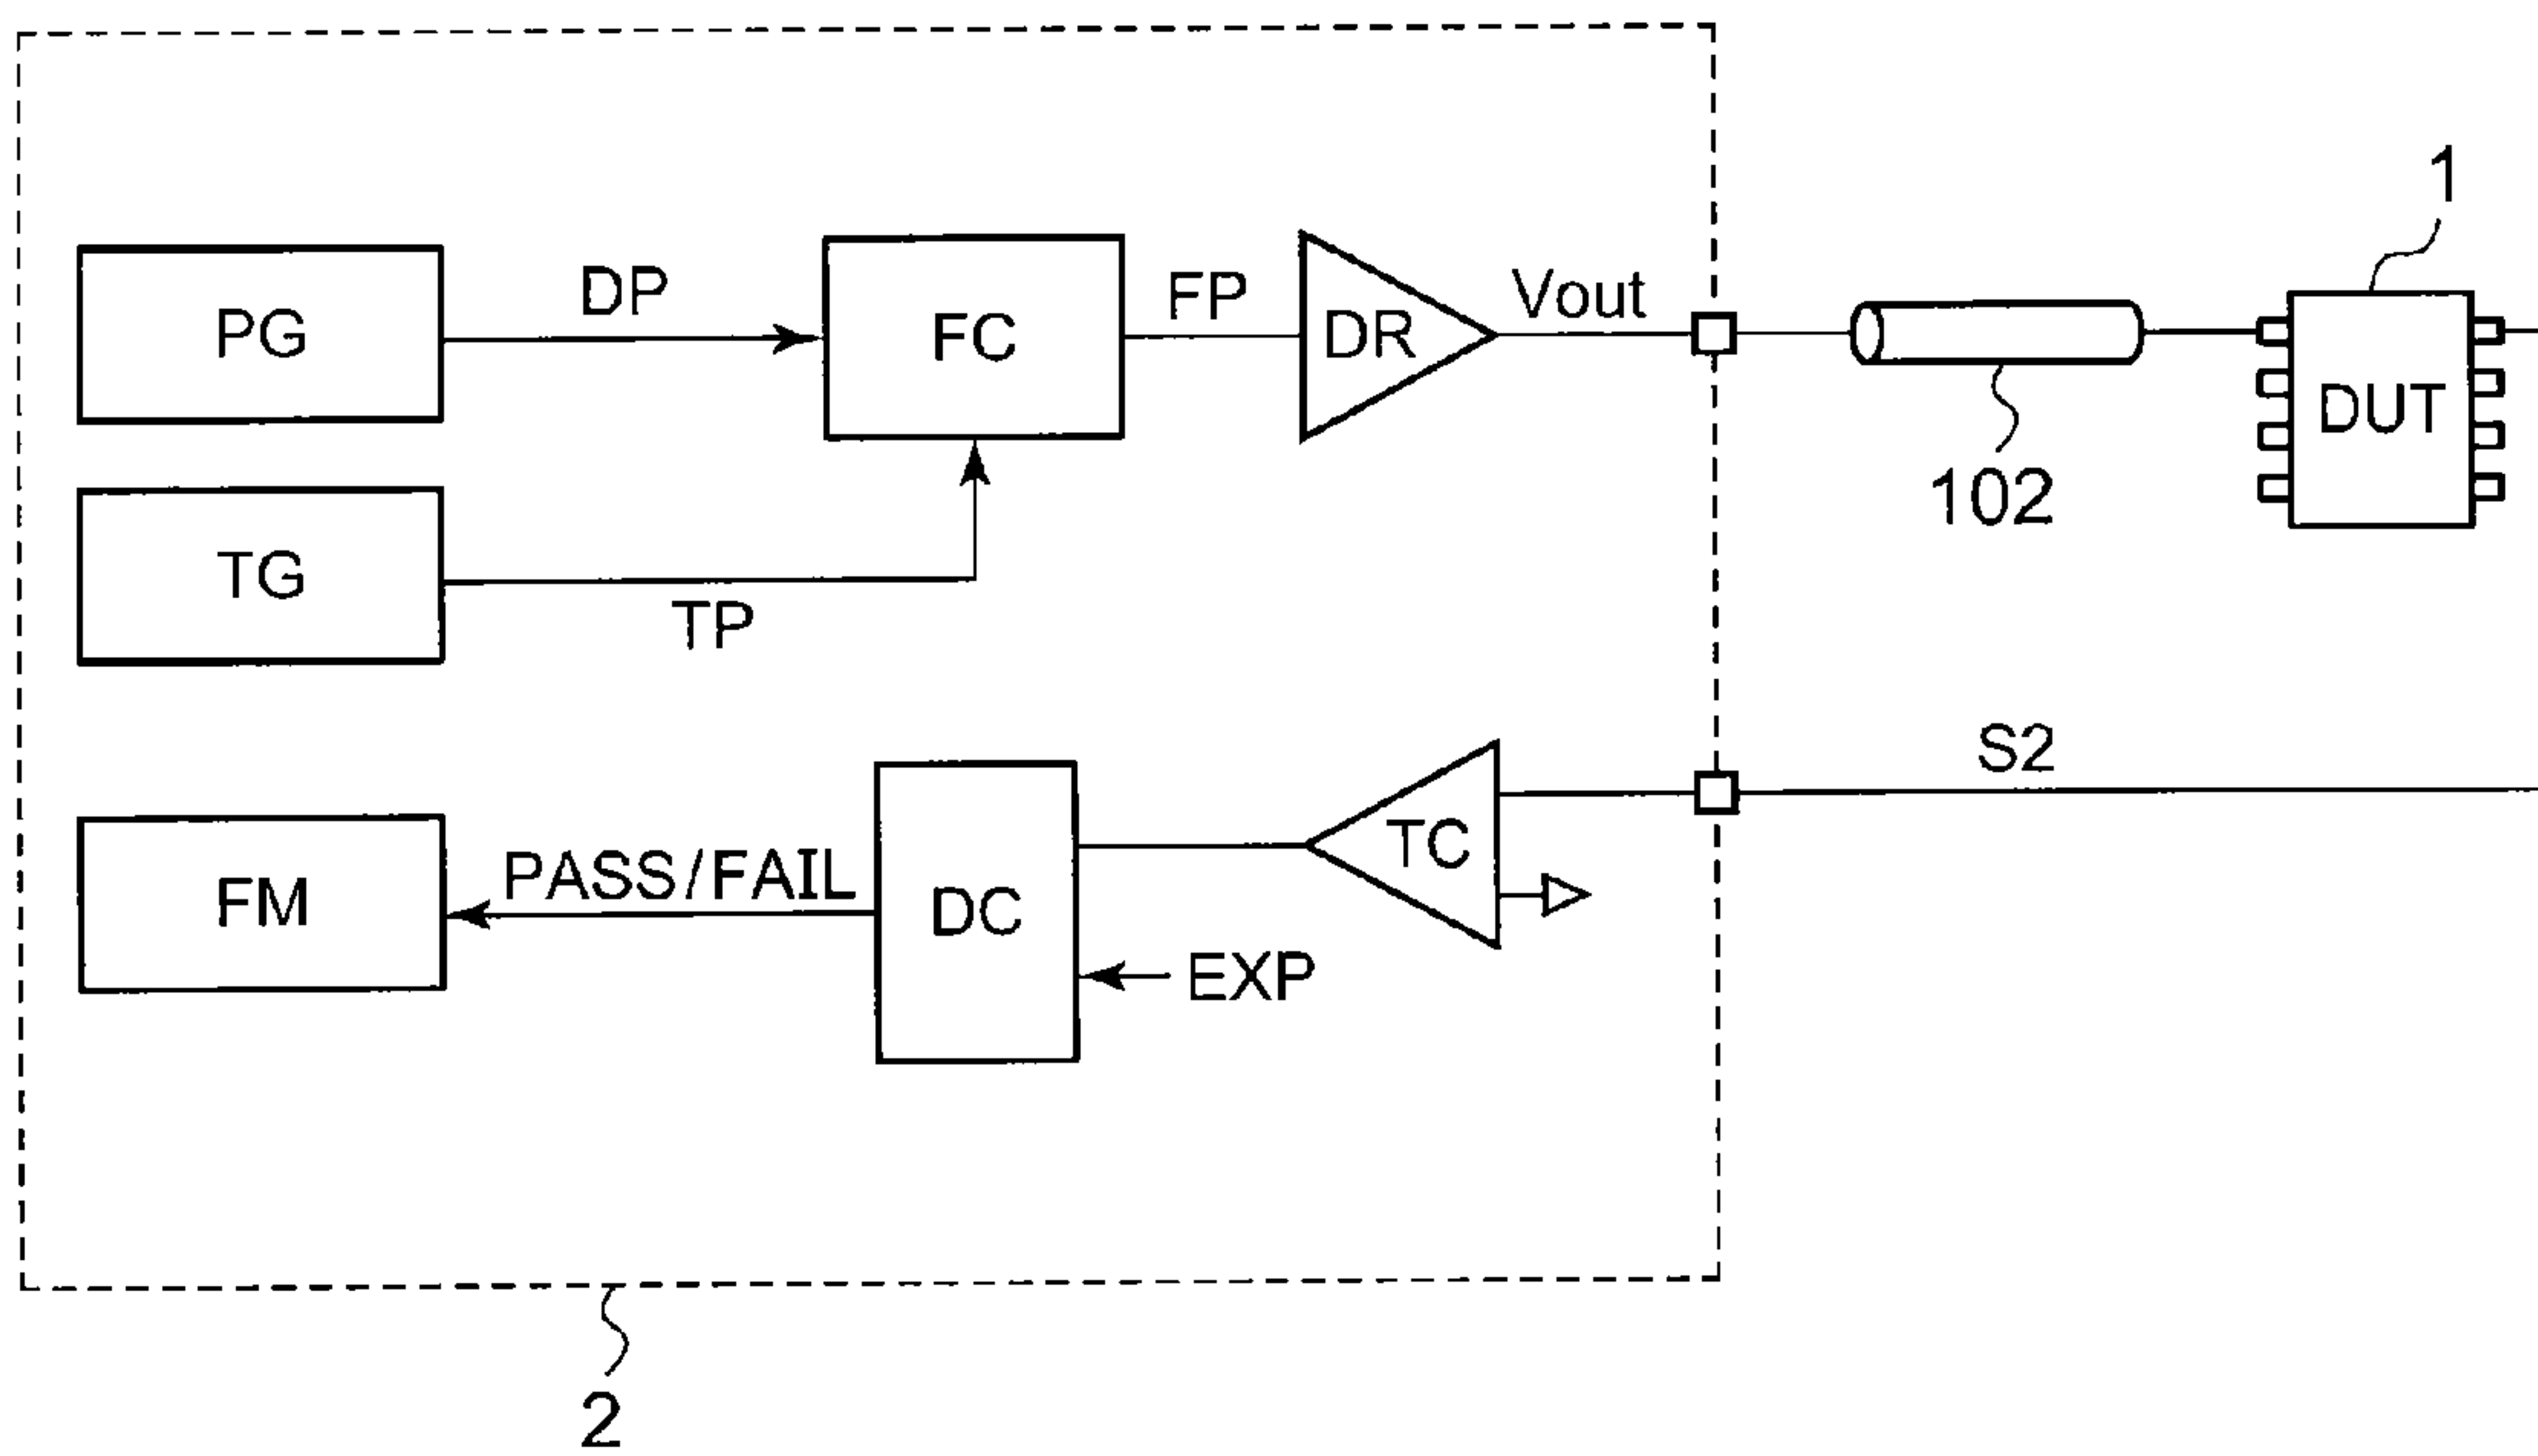 1
PG
DP
FC
FP
DR
Vout
DUT
102
TG
TP
S2
FM
PASS/FAIL
DC
TC
EXP
2